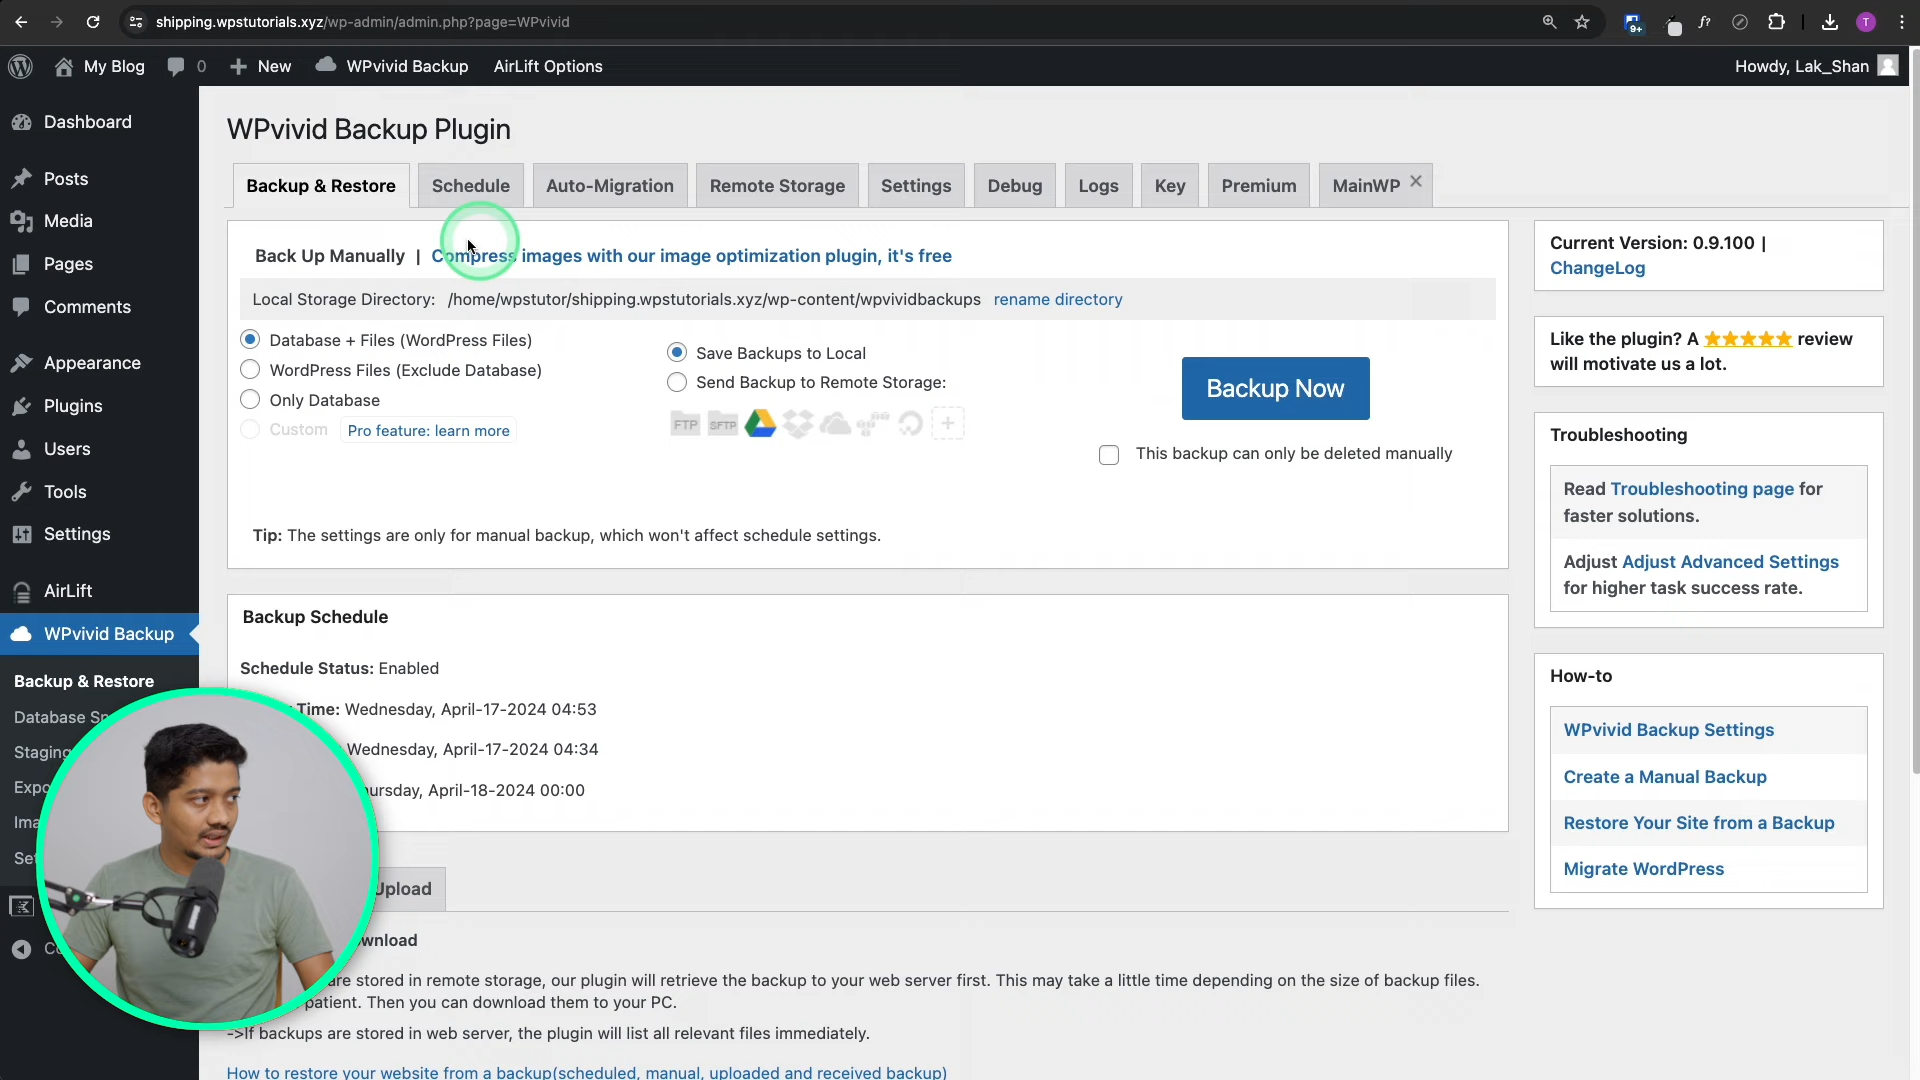 shipping.wpstutorials.xyz/wp-admin/admin.php?page=WPvivid
9+
f?
T
My Blog
0
New
WPvivid Backup
AirLift Options
Howdy, Lak_Shan
Dashboard
Posts
Media
Pages
Comments
Appearance
Plugins
Users
Tools
Settings
AirLift
WPvivid Backup
Backup & Restore
Database
Staging
WPvivid Backup Plugin
Backup & Restore
Schedule
Auto-Migration
Remote Storage
Settings
Debug
Logs
Key
Premium
MainWP
Back Up Manually | Compress images with our image optimization plugin, it's free
Local Storage Directory: /home/wpstutor/shipping.wpstutorials.xyz/wp-content/wpvividbackups rename directory
Database + Files (WordPress Files)
WordPress Files (Exclude Database)
Only Database
Custom Pro feature: learn more
Save Backups to Local
Send Backup to Remote Storage:
FTP SFTP
Backup Now
This backup can only be deleted manually
Tip: The settings are only for manual backup, which won't affect schedule settings.
Backup Schedule
Schedule Status: Enabled
Time: Wednesday, April-17-2024 04:53
Wednesday, April-17-2024 04:34
April-18-2024 00:00
Upload
are stored in remote storage, our plugin will retrieve the backup to your web server first. This may take a little time depending on the size of backup files.
patient. Then you can download them to your PC.
->If backups are stored in web server, the plugin will list all relevant files immediately.
How to restore your website from a backup(scheduled, manual, uploaded and received backup)
Current Version: 0.9.100 |
ChangeLog
Like the plugin? A ★★★★★ review
will motivate us a lot.
Troubleshooting
Read Troubleshooting page for
faster solutions.
Adjust Adjust Advanced Settings
for higher task success rate.
How-to
WPvivid Backup Settings
Create a Manual Backup
Restore Your Site from a Backup
Migrate WordPress